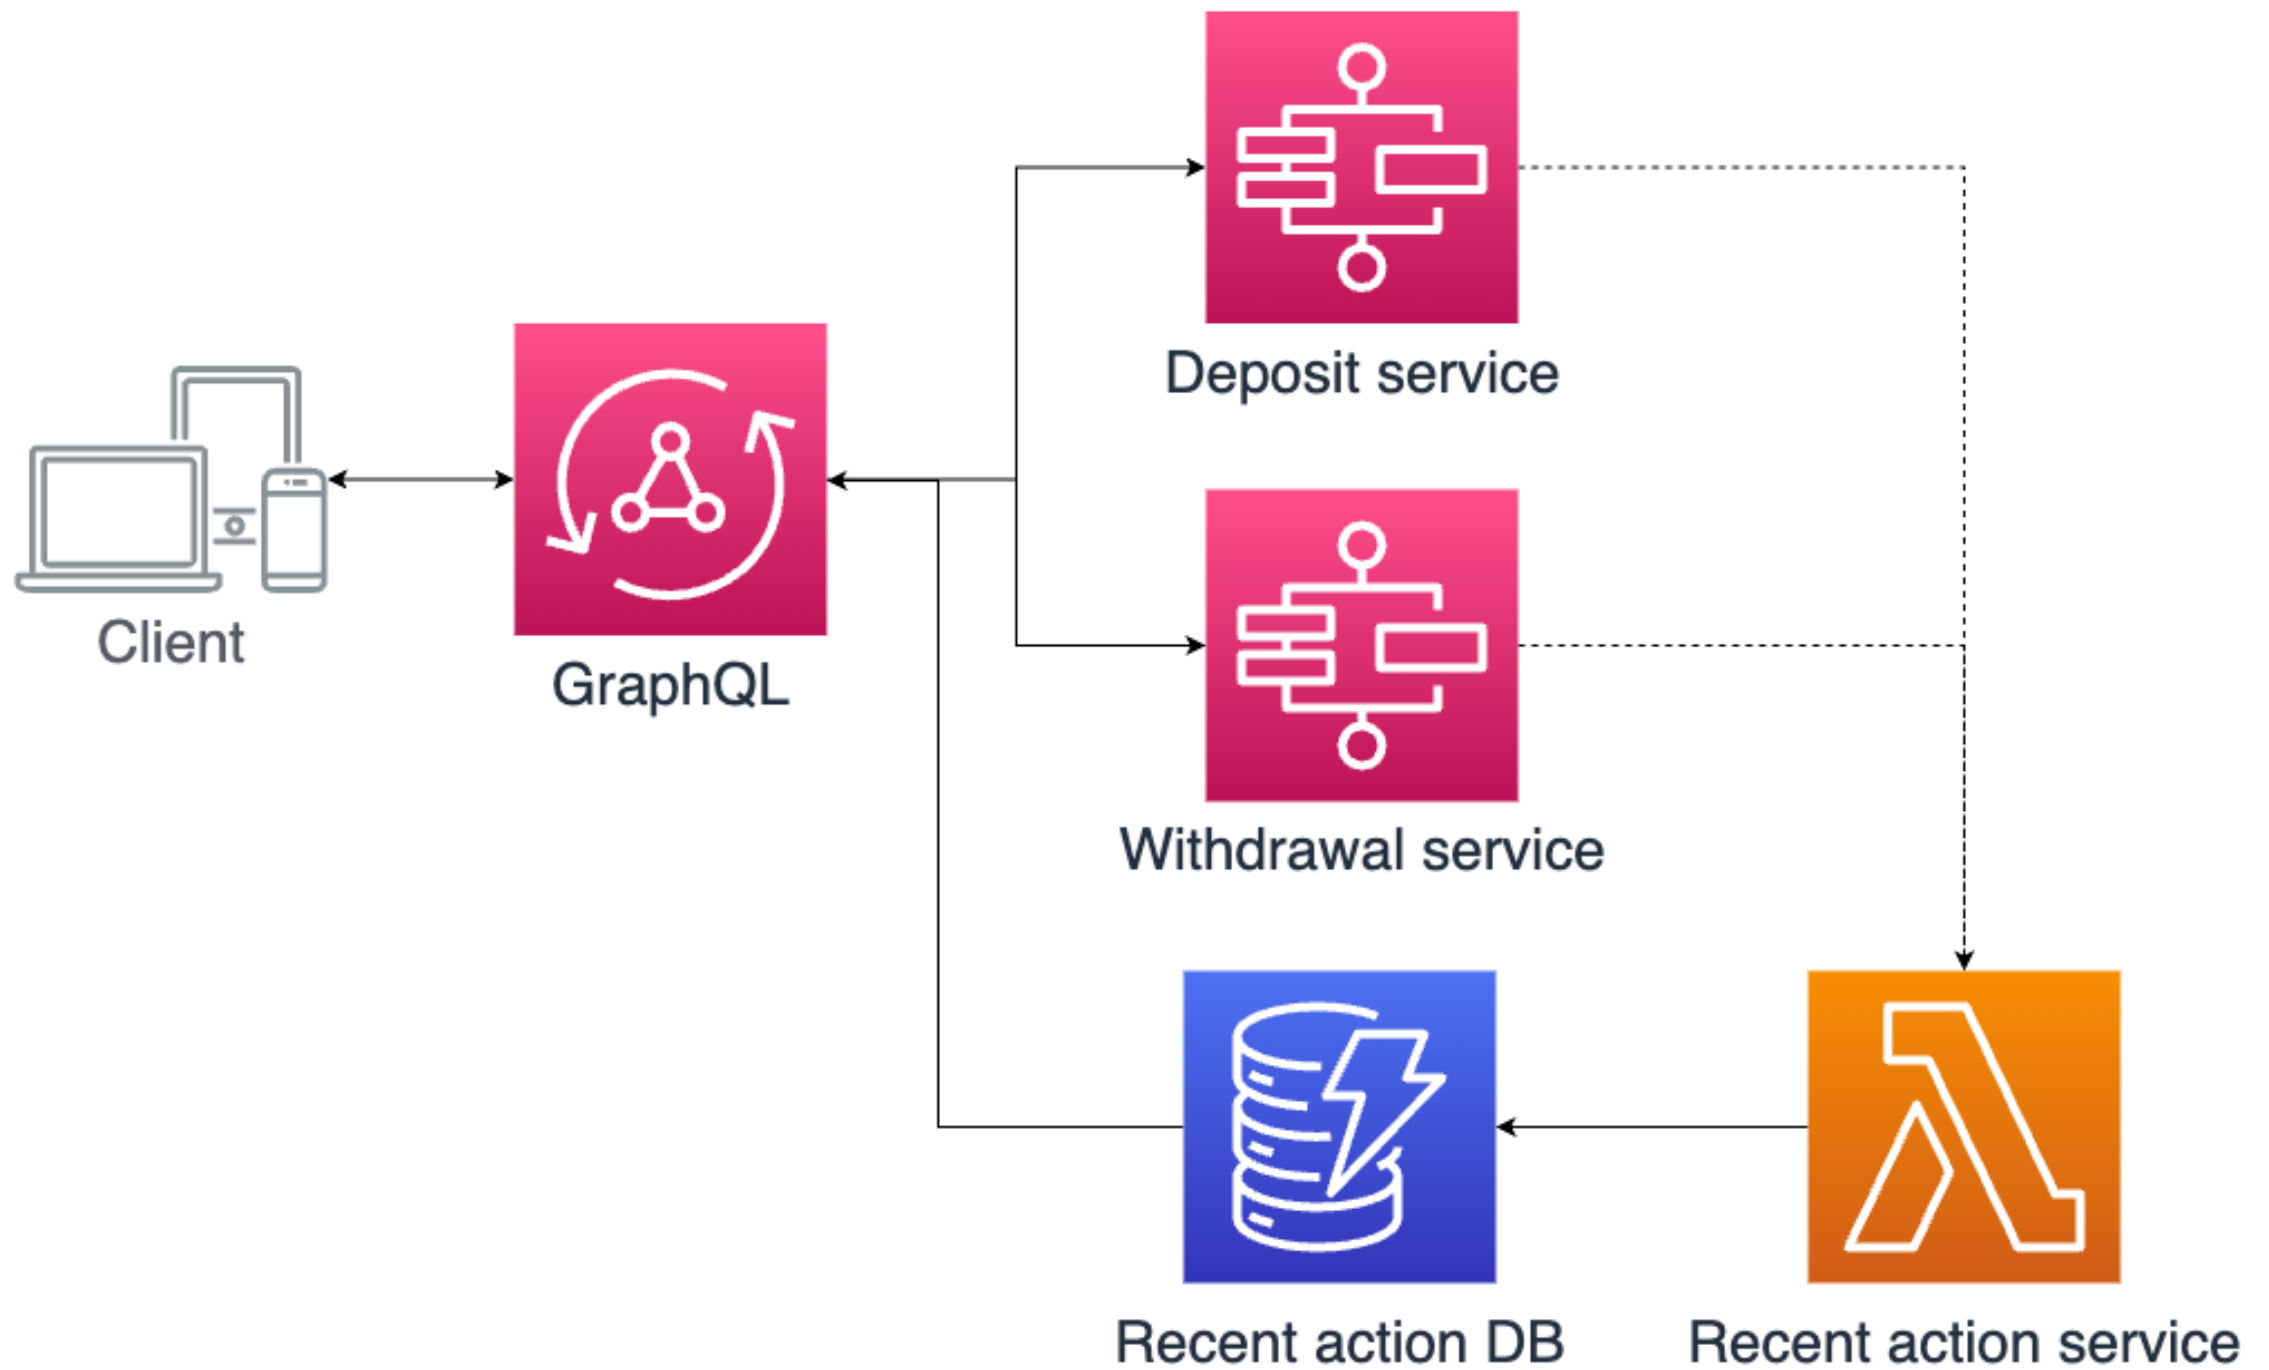 Deposit service
Client
GraphQL
Withdrawal service
Recent action DB
Recent action service